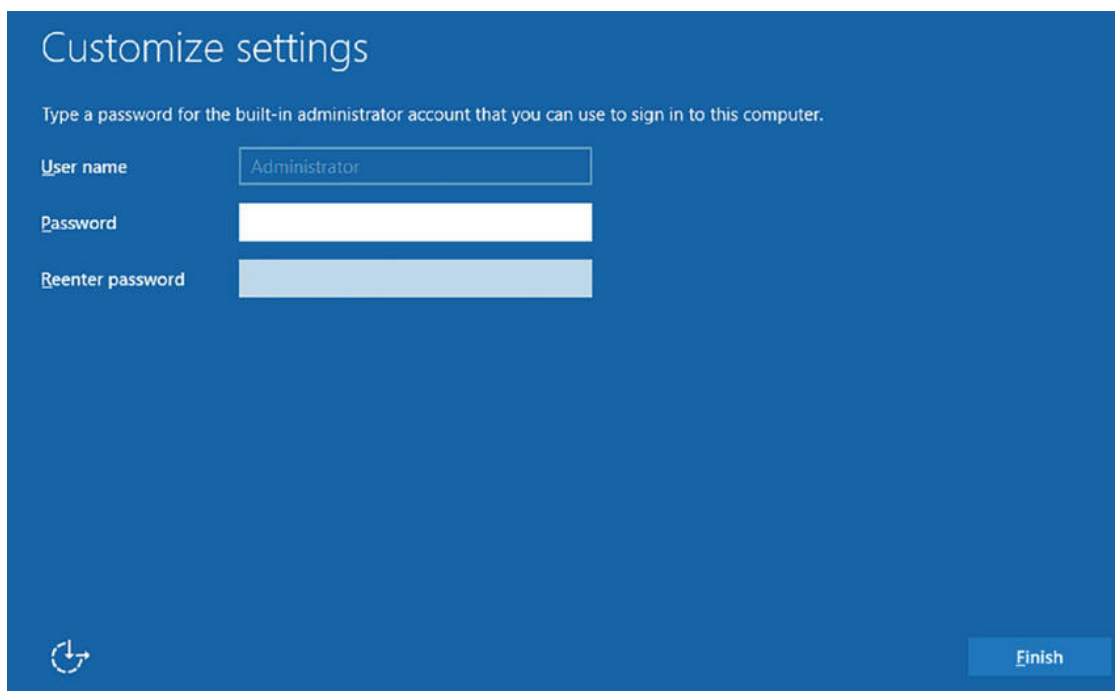 Customize settings
Type a password for the built-in administrator account that you can use to sign in to this computer.
User name Administrator
Password
Reenter password
Finish